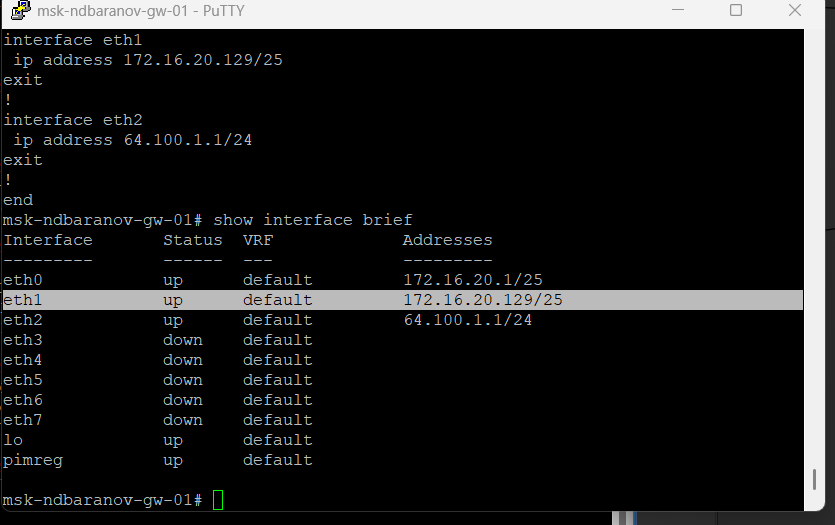 msk-ndbaranov-gw-01 - PuTTY
interface eth1
 ip address 172.16.20.129/25
exit
!
interface eth2
 ip address 64.100.1.1/24
exit
!
end
msk-ndbaranov-gw-01# show interface brief
Interface       Status  VRF             Addresses
---------       ------  ---             ---------
eth0            up      default         172.16.20.1/25
eth1            up      default         172.16.20.129/25
eth2            up      default         64.100.1.1/24
eth3            down    default
eth4            down    default
eth5            down    default
eth6            down    default
eth7            down    default
lo              up      default
pimreg          up      default
msk-ndbaranov-gw-01#